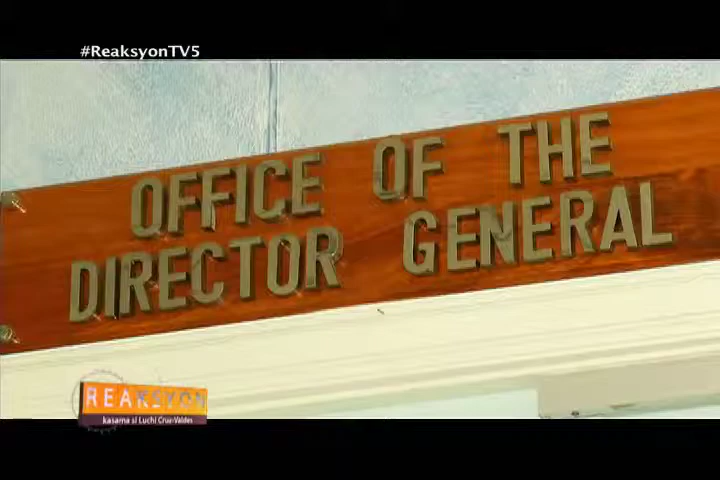 #ReaksyonTV5
OFFICE OF THE
DIRECTOR GENERAL
REAKSYON
kasama si Luchi Cruz-Valdes